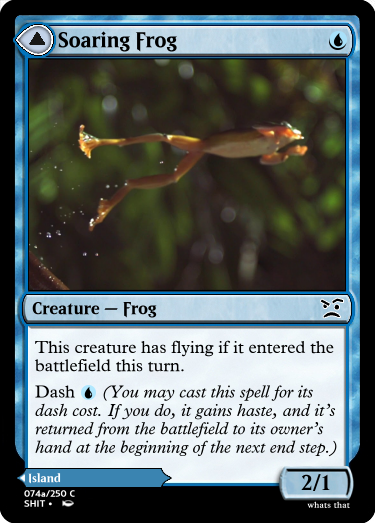 Soaring Frog
Creature — Frog
This creature has flying if it entered the
battlefield this turn.
Dash (You may cast this spell for its
dash cost. If you do, it gains haste, and it's
returned from the battlefield to its owner's
hand at the beginning of the next end step.)
Island
2/1
074a/250 C
SHIT •
whats that